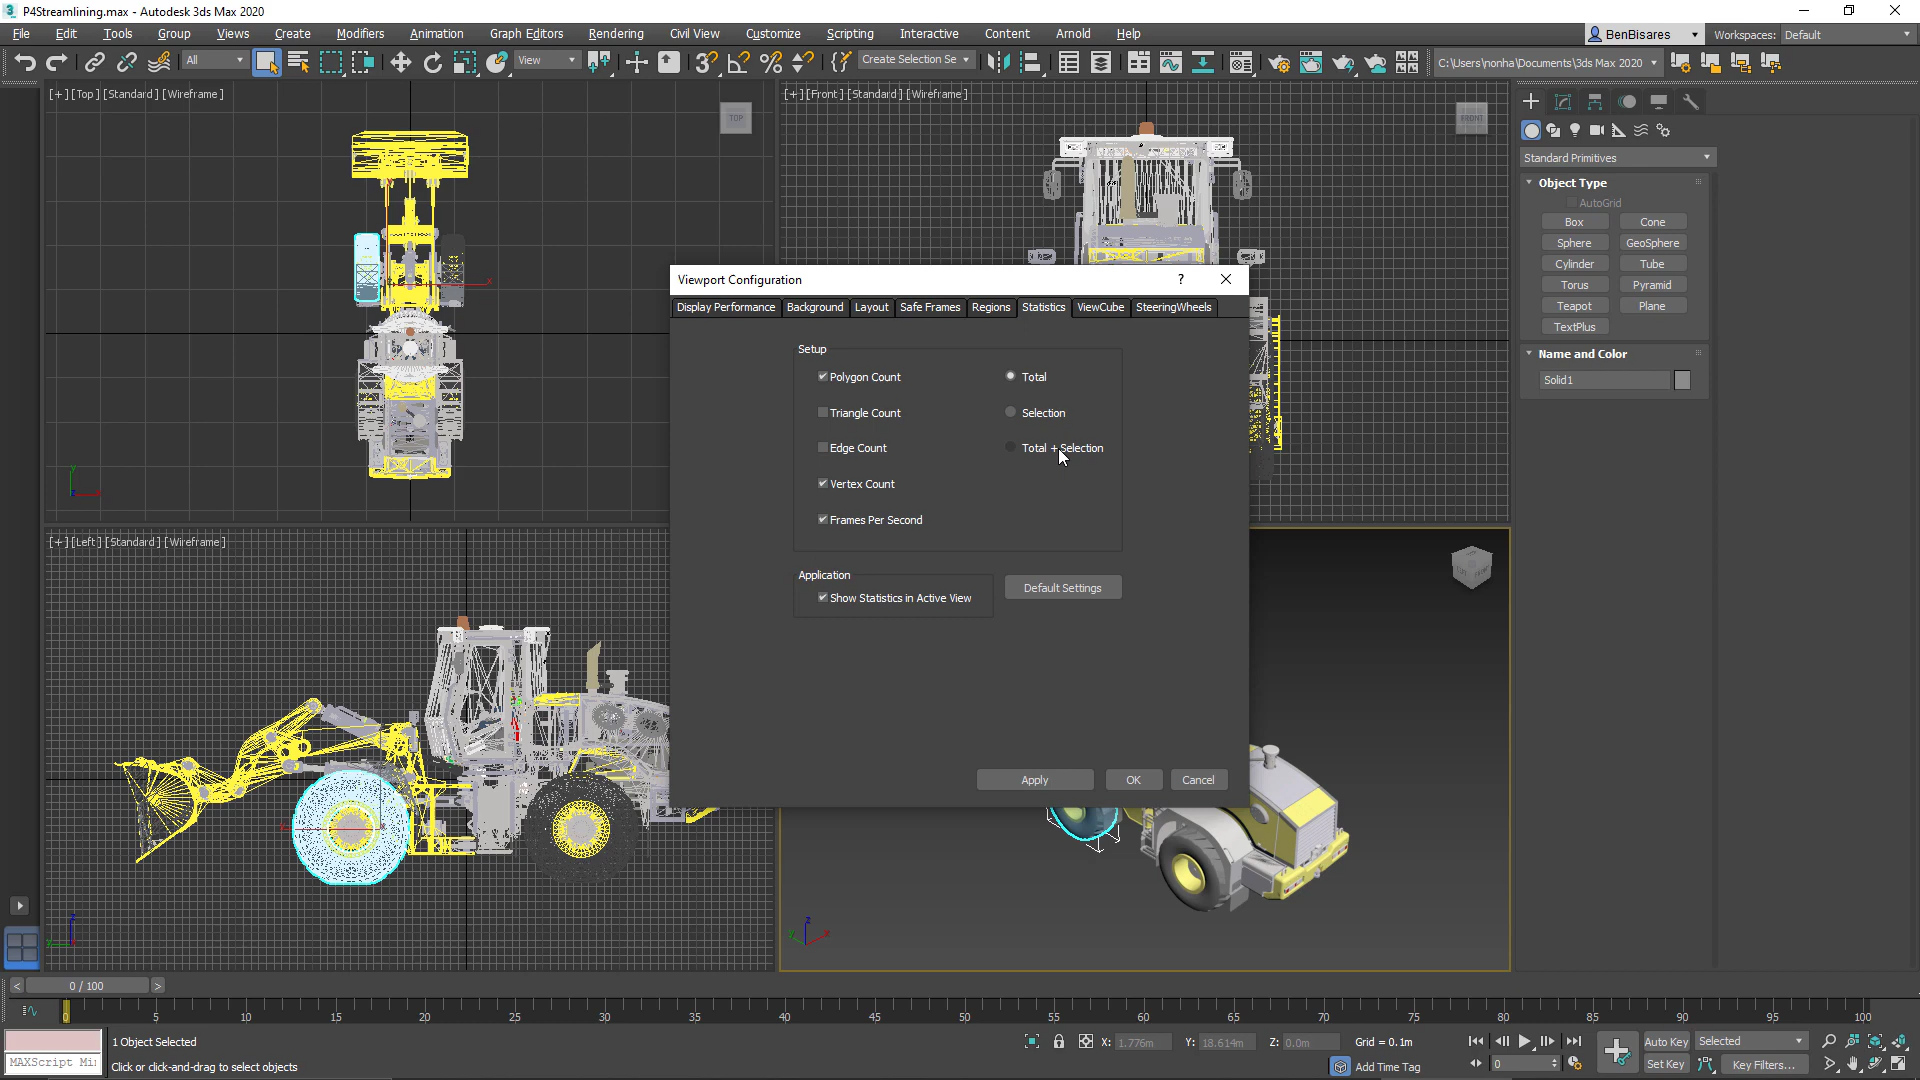 P4Streamlining.max - Autodesk 3ds Max 2020
File Edit Tools Group Views Create Modifiers Animation Graph Editors Rendering Civil View Customize Scripting Interactive Content Arnold Help
BenBisares Workspaces: Default
All View Create Selection Se C:\Users\nonha\Documents\3ds Max 2020
[+] [Top] [Standard] [Wireframe]
TOP
[+] [Front] [Standard] [Wireframe]
FRONT
Standard Primitives
Object Type
AutoGrid
Box Cone
Sphere GeoSphere
Cylinder Tube
Torus Pyramid
Teapot Plane
TextPlus
Name and Color
Solid1
Viewport Configuration ?
Display Performance Background Layout Safe Frames Regions Statistics ViewCube SteeringWheels
Setup
Polygon Count Total
Triangle Count Selection
Edge Count Total + Selection
Vertex Count
Frames Per Second
Application
Show Statistics in Active View
Default Settings
Apply OK Cancel
[+] [Left] [Standard] [Wireframe]
0 / 100
0 5 10 15 20 25 30 35 40 45 50 55 60 65 70 75 80 85 90 95 100
1 Object Selected
X: 1.776m Y: 18.614m Z: 0.0m Grid = 0.1m
Auto Key Selected
MAXScript Mi
Click or click-and-drag to select objects
Add Time Tag
0
Set Key Key Filters...